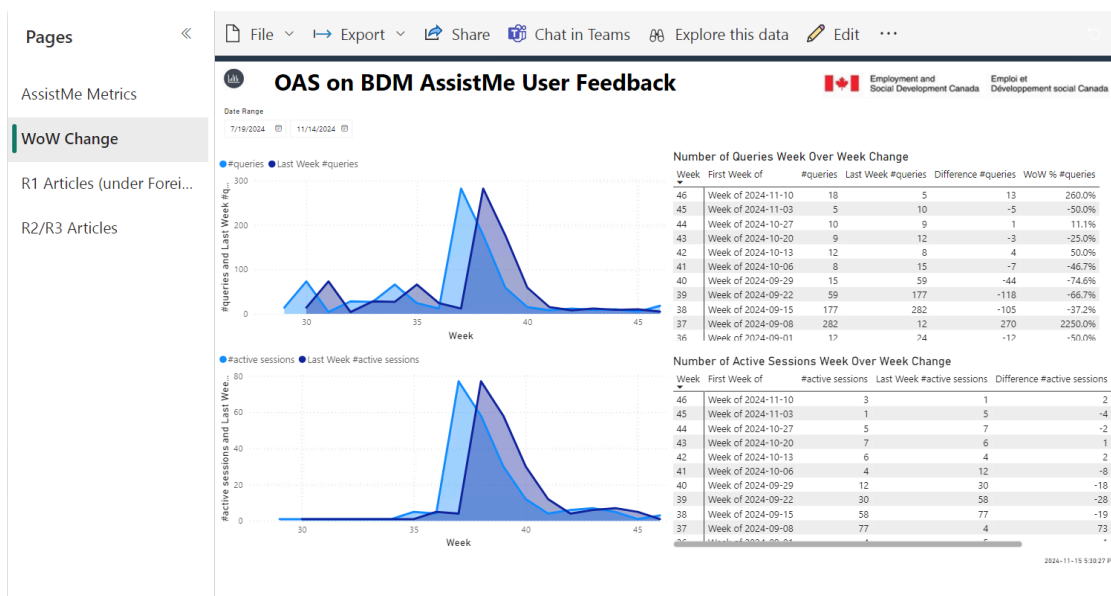 Pages
File
Export
Share
Chat in Teams
Explore this data
Edit
AssistMe Metrics
WoW Change
R1 Articles (under Forei...
R2/R3 Articles
OAS on BDM AssistMe User Feedback
Employment and Social Development Canada
Emploi et Développement social Canada
Date Range
7/19/2024 11/14/2024
#queries Last Week #queries
#queries and Last Week #q...
300
200
100
0
30 35 40 45
Week
Number of Queries Week Over Week Change
Week First Week of #queries Last Week #queries Difference #queries WoW % #queries
46 Week of 2024-11-10 18 5 13 260.0%
45 Week of 2024-11-03 5 10 -5 -50.0%
44 Week of 2024-10-27 10 9 1 11.1%
43 Week of 2024-10-20 9 12 -3 -25.0%
42 Week of 2024-10-13 12 8 4 50.0%
41 Week of 2024-10-06 8 15 -7 -46.7%
40 Week of 2024-09-29 15 59 -44 -74.6%
39 Week of 2024-09-22 59 177 -118 -66.7%
38 Week of 2024-09-15 177 282 -105 -37.2%
37 Week of 2024-09-08 282 12 270 2250.0%
36 Week of 2024-09-01 12 24 -12 -50.0%
#active sessions Last Week #active sessions
#active sessions and Last Wee...
80
60
40
20
0
30 35 40 45
Week
Number of Active Sessions Week Over Week Change
Week First Week of #active sessions Last Week #active sessions Difference #active sessions
46 Week of 2024-11-10 3 1 2
45 Week of 2024-11-03 1 5 -4
44 Week of 2024-10-27 5 7 -2
43 Week of 2024-10-20 7 6 1
42 Week of 2024-10-13 6 4 2
41 Week of 2024-10-06 4 12 -8
40 Week of 2024-09-29 12 30 -18
39 Week of 2024-09-22 30 58 -28
38 Week of 2024-09-15 58 77 -19
37 Week of 2024-09-08 77 4 73
2024-11-15 5:30:27 P